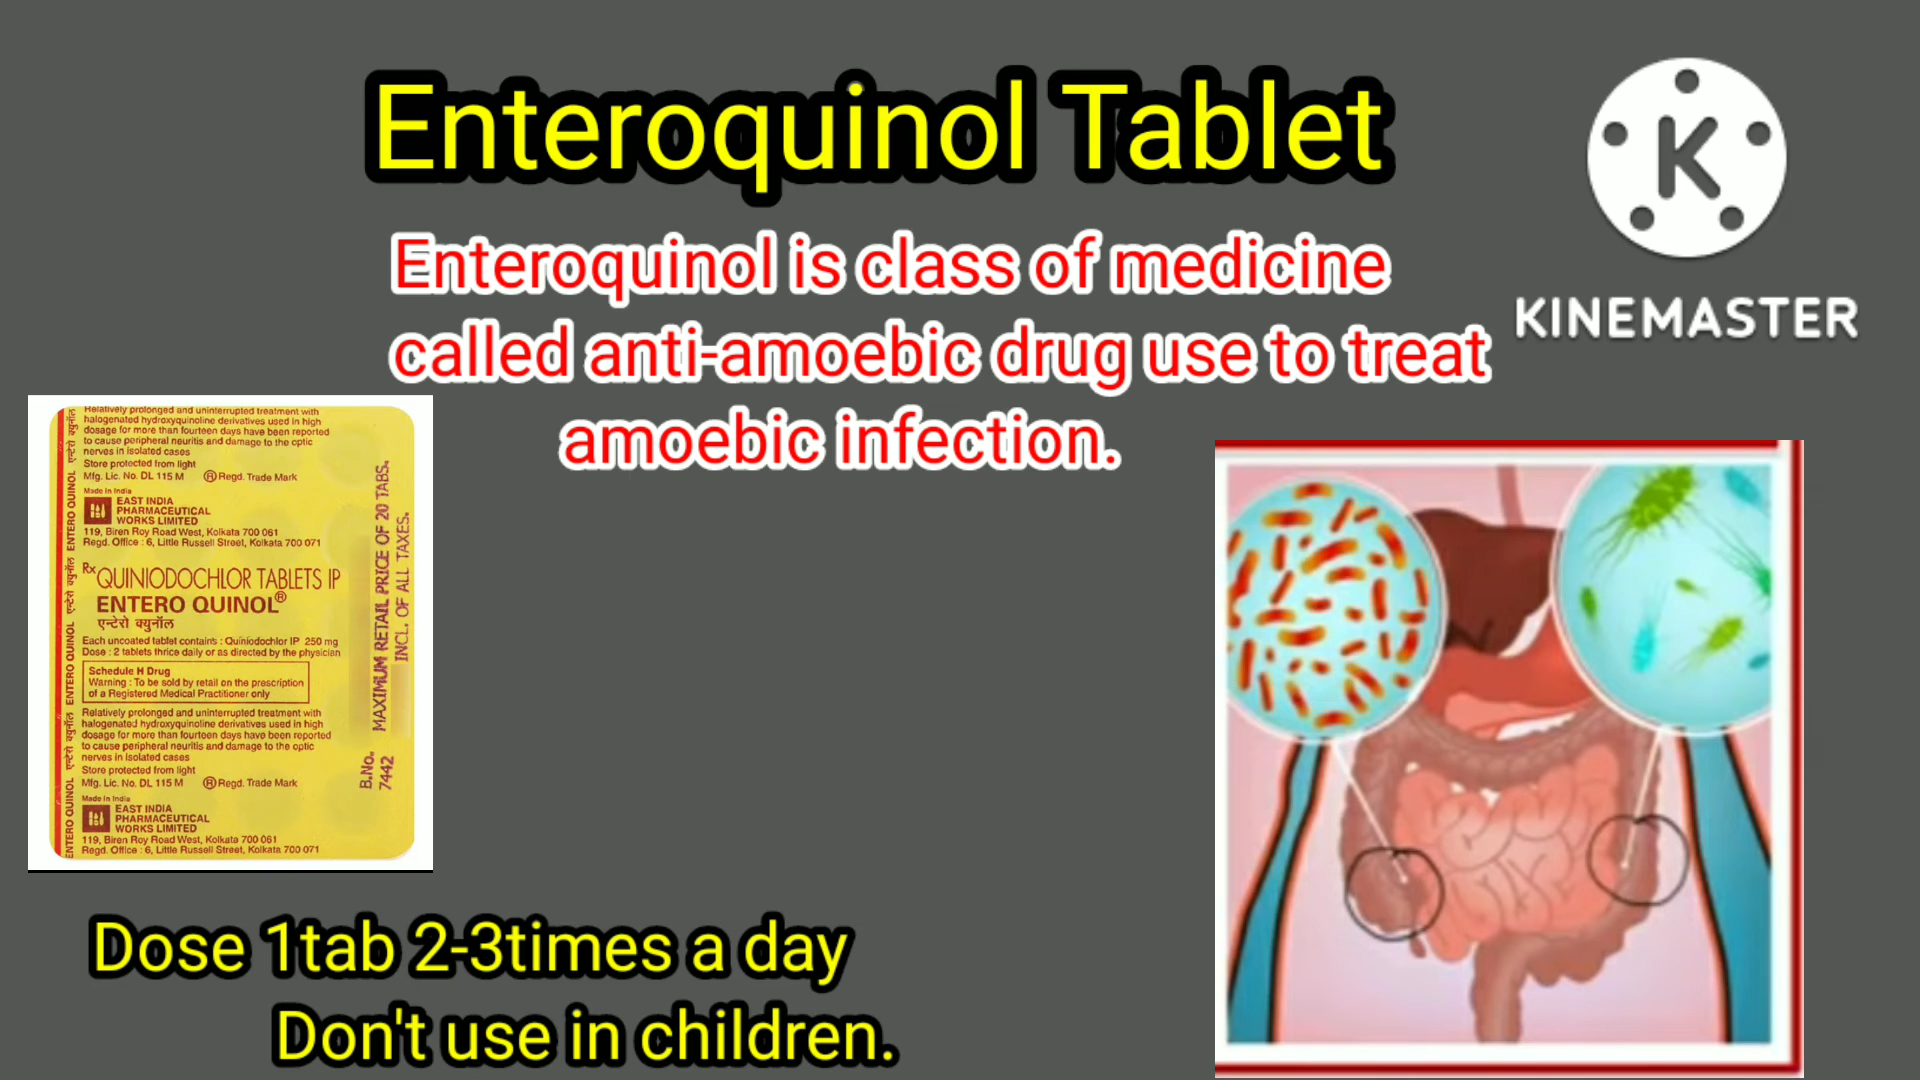 Enteroquinol Tablet
Enteroquinol is class of medicine
called anti-amoebic drug use to treat
amoebic infection.
K
KINEMASTER
Relatively prolonged and uninterrupted treatment with
halogenated hydroxyquinoline derivatives used in high
dosage for more than fourteen days have been reported
to cause peripheral neuritis and damage to the optic
nerves in isolated cases
Store protected from light
Mfg. Lic. No. DL 115 M ® Regd. Trade Mark
Made in India
EAST INDIA
PHARMACEUTICAL
WORKS LIMITED
119, Biren Roy Road West, Kolkata 700 061
Regd. Office : 6, Little Russell Street, Kolkata 700 071
Rx QUINIODOCHLOR TABLETS IP
ENTERO QUINOL®
एन्टेरो क्युनॉल
Each uncoated tablet contains : Quiniodochlor IP 250 mg
Dose : 2 tablets thrice daily or as directed by the physician
Schedule H Drug
Warning : To be sold by retail on the prescription
of a Registered Medical Practitioner only
Relatively prolonged and uninterrupted treatment with
halogenated hydroxyquinoline derivatives used in high
dosage for more than fourteen days have been reported
to cause peripheral neuritis and damage to the optic
nerves in isolated cases
Store protected from light
Mfg. Lic. No. DL 115 M ® Regd. Trade Mark
Made in India
EAST INDIA
PHARMACEUTICAL
WORKS LIMITED
119, Biren Roy Road West, Kolkata 700 061
Regd. Office : 6, Little Russell Street, Kolkata 700 071
ENTERO QUINOL एन्टेरो क्युनॉल ENTERO QUINOL एन्टेरो क्युनॉल ENTERO QUINOL एन्टेरो क्युनॉल ENTERO QUINOL एन्टेरो क्युनॉल
B.No. MAXIMUM RETAIL PRICE OF 20 TABS.
7442 INCL. OF ALL TAXES.
Dose 1tab 2-3times a day
Don't use in children.